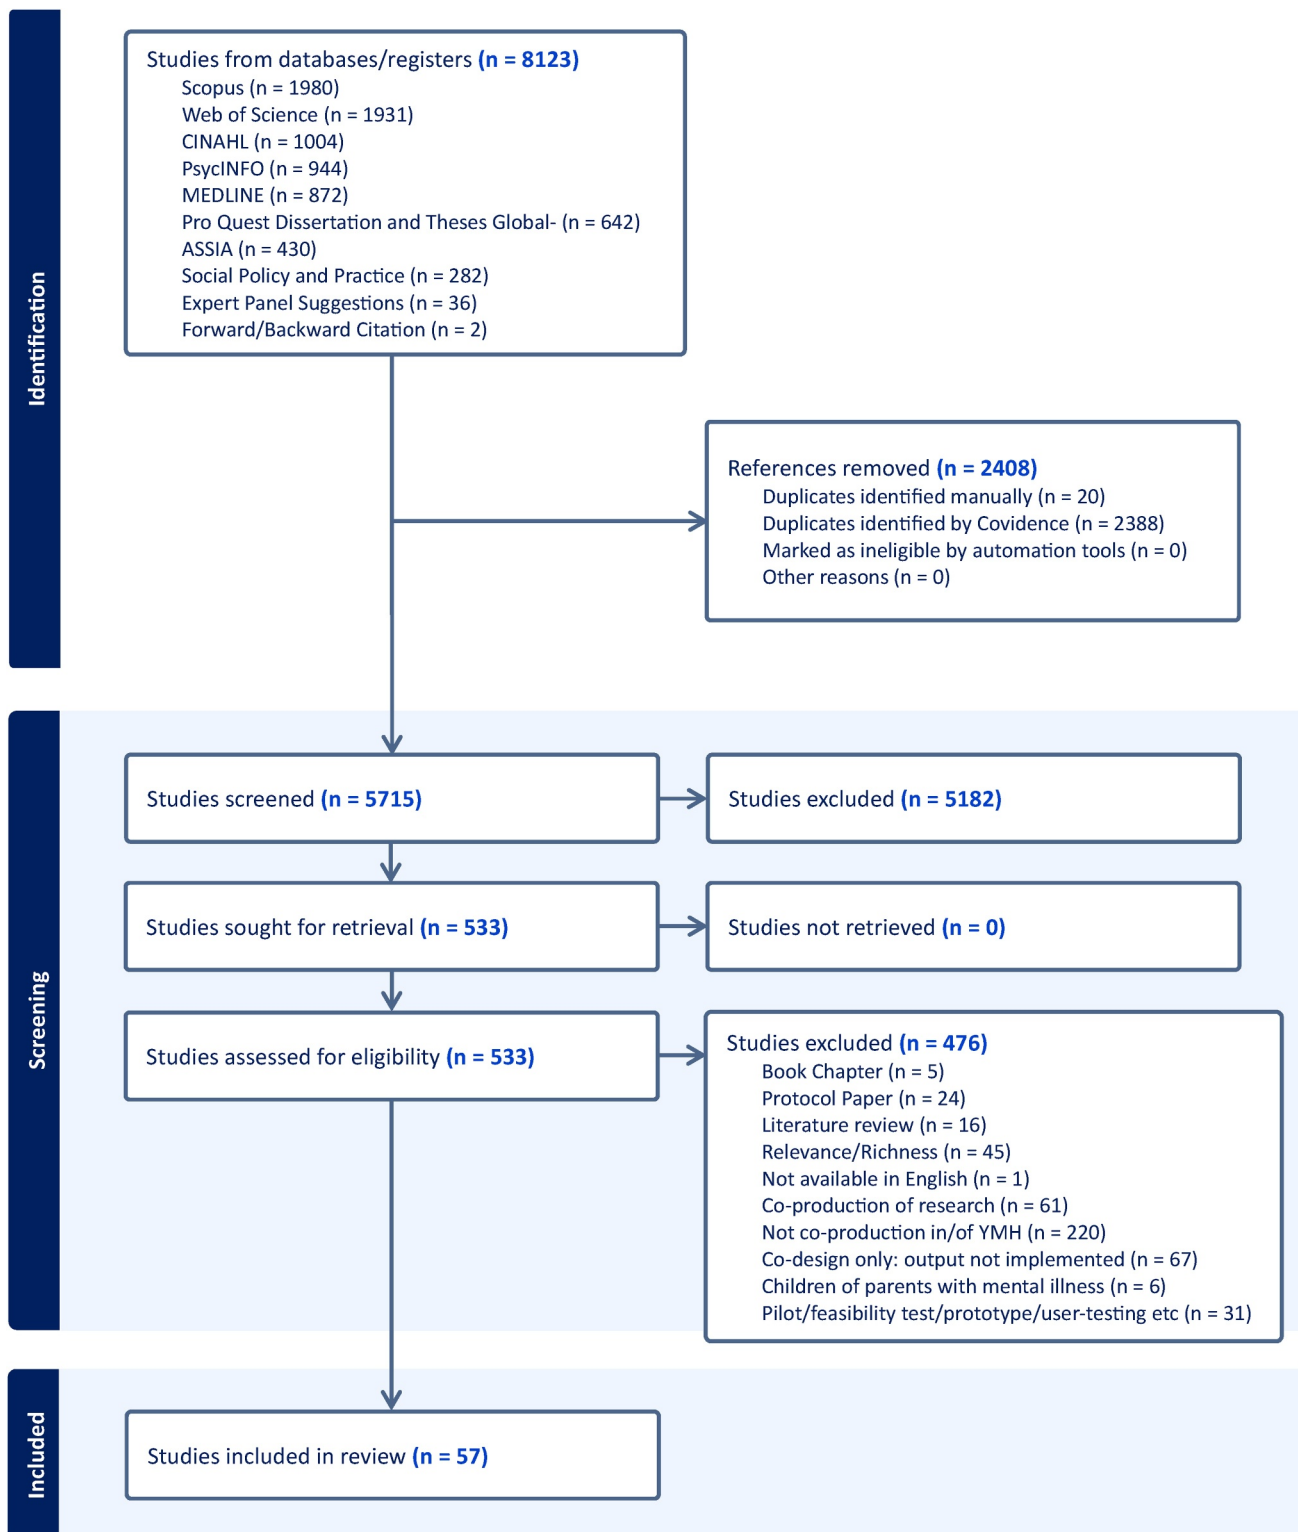 Identification
Studies from databases/registers (n = 8123)
Scopus (n = 1980)
Web of Science (n = 1931)
CINAHL (n = 1004)
PsycINFO (n = 944)
MEDLINE (n = 872)
Pro Quest Dissertation and Theses Global- (n = 642)
ASSIA (n = 430)
Social Policy and Practice (n = 282)
Expert Panel Suggestions (n = 36)
Forward/Backward Citation (n = 2)
References removed (n = 2408)
Duplicates identified manually (n = 20)
Duplicates identified by Covidence (n = 2388)
Marked as ineligible by automation tools (n = 0)
Other reasons (n = 0)
Screening
Studies screened (n = 5715)
Studies excluded (n = 5182)
Studies sought for retrieval (n = 533)
Studies not retrieved (n = 0)
Studies assessed for eligibility (n = 533)
Studies excluded (n = 476)
Book Chapter (n = 5)
Protocol Paper (n = 24)
Literature review (n = 16)
Relevance/Richness (n = 45)
Not available in English (n = 1)
Co-production of research (n = 61)
Not co-production in/of YMH (n = 220)
Co-design only: output not implemented (n = 67)
Children of parents with mental illness (n = 6)
Pilot/feasibility test/prototype/user-testing etc (n = 31)
Included
Studies included in review (n = 57)